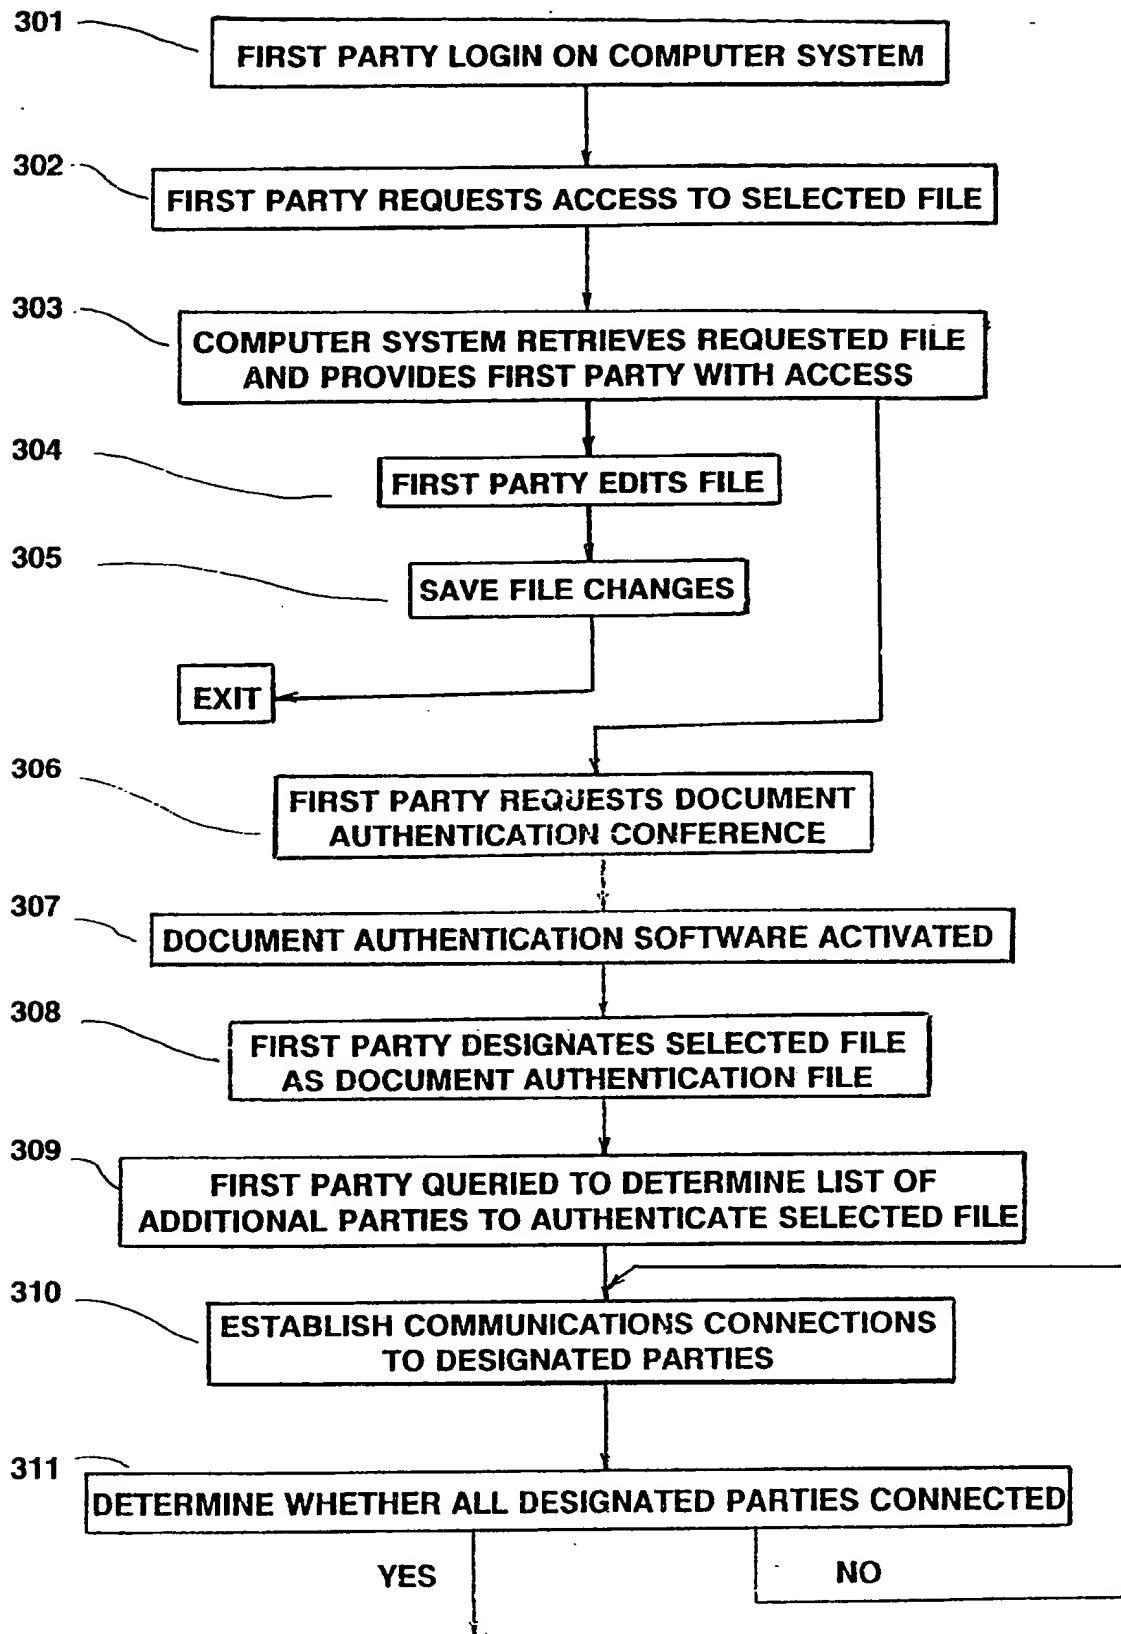 301
FIRST PARTY LOGIN ON COMPUTER SYSTEM
302
FIRST PARTY REQUESTS ACCESS TO SELECTED FILE
303
COMPUTER SYSTEM RETRIEVES REQUESTED FILE
AND PROVIDES FIRST PARTY WITH ACCESS
304
FIRST PARTY EDITS FILE
305
SAVE FILE CHANGES
EXIT
306
FIRST PARTY REQUESTS DOCUMENT
AUTHENTICATION CONFERENCE
307
DOCUMENT AUTHENTICATION SOFTWARE ACTIVATED
308
FIRST PARTY DESIGNATES SELECTED FILE
AS DOCUMENT AUTHENTICATION FILE
309
FIRST PARTY QUERIED TO DETERMINE LIST OF
ADDITIONAL PARTIES TO AUTHENTICATE SELECTED FILE
310
ESTABLISH COMMUNICATIONS CONNECTIONS
TO DESIGNATED PARTIES
311
DETERMINE WHETHER ALL DESIGNATED PARTIES CONNECTED
YES
NO